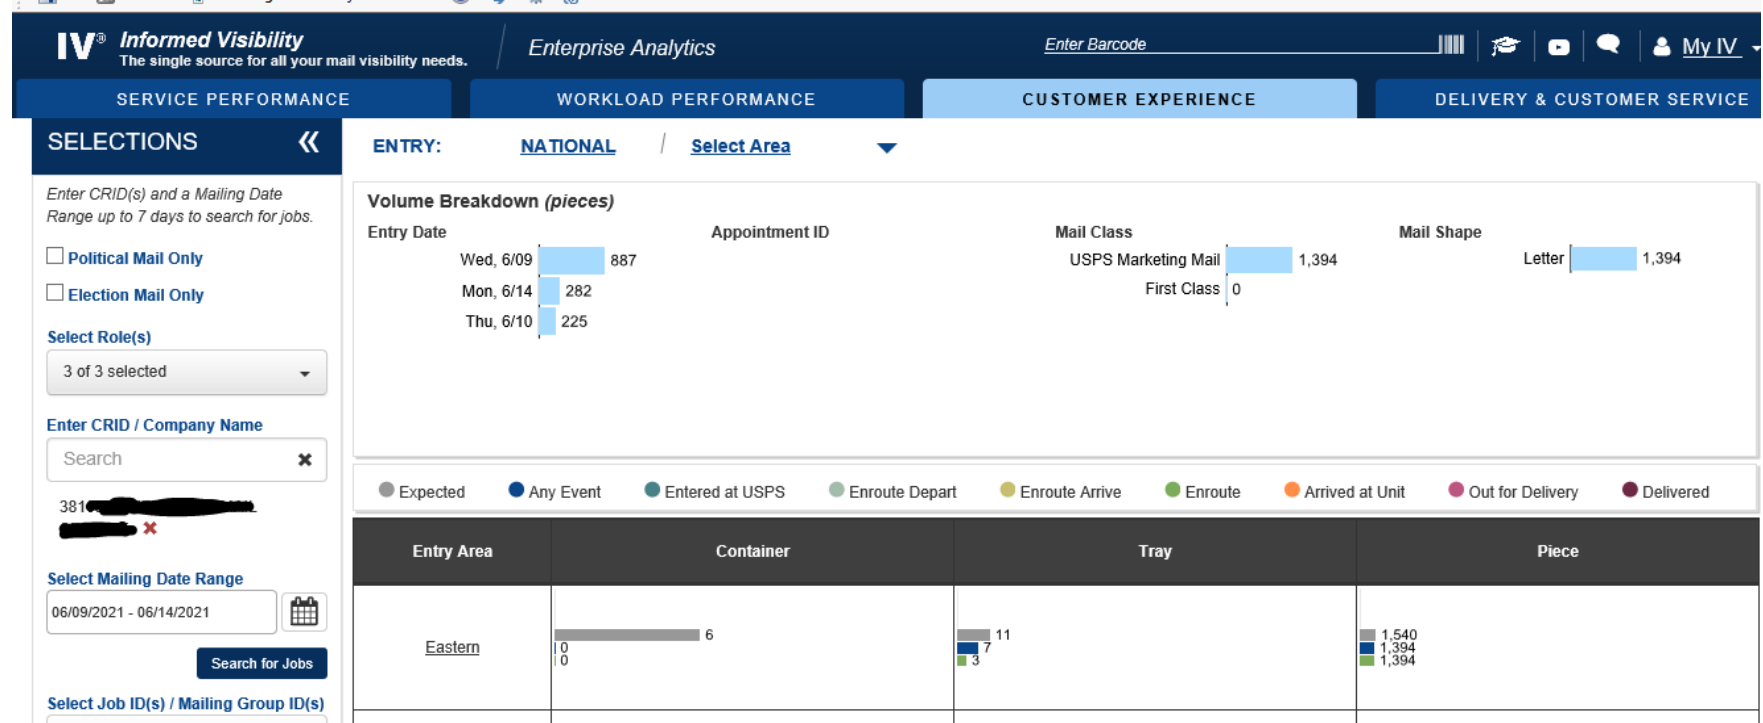 IV® Informed Visibility
The single source for all your mail visibility needs.
Enterprise Analytics
Enter Barcode
My IV
SERVICE PERFORMANCE
WORKLOAD PERFORMANCE
CUSTOMER EXPERIENCE
DELIVERY & CUSTOMER SERVICE
SELECTIONS
Enter CRID(s) and a Mailing Date
Range up to 7 days to search for jobs.
Political Mail Only
Election Mail Only
Select Role(s)
3 of 3 selected
Enter CRID / Company Name
Search
381
Select Mailing Date Range
06/09/2021 - 06/14/2021
Search for Jobs
Select Job ID(s) / Mailing Group ID(s)
ENTRY: NATIONAL / Select Area
Volume Breakdown (pieces)
Entry Date
Wed, 6/09 887
Mon, 6/14 282
Thu, 6/10 225
Appointment ID
Mail Class
USPS Marketing Mail 1,394
First Class 0
Mail Shape
Letter 1,394
Expected Any Event Entered at USPS Enroute Depart Enroute Arrive Enroute Arrived at Unit Out for Delivery Delivered
Entry Area Container Tray Piece
Eastern
6
0
0
11
7
3
1,540
1,394
1,394